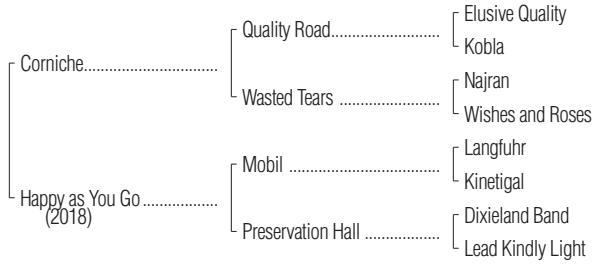 Elusive Quality
Quality Road....................
Kobla
Corniche.........................
Najran
Wasted Tears ..................
Wishes and Roses
Langfuhr
Mobil ............................
Kinetigal
Happy as You Go ..............
(2018)
Dixieland Band
Preservation Hall ..............
Lead Kindly Light